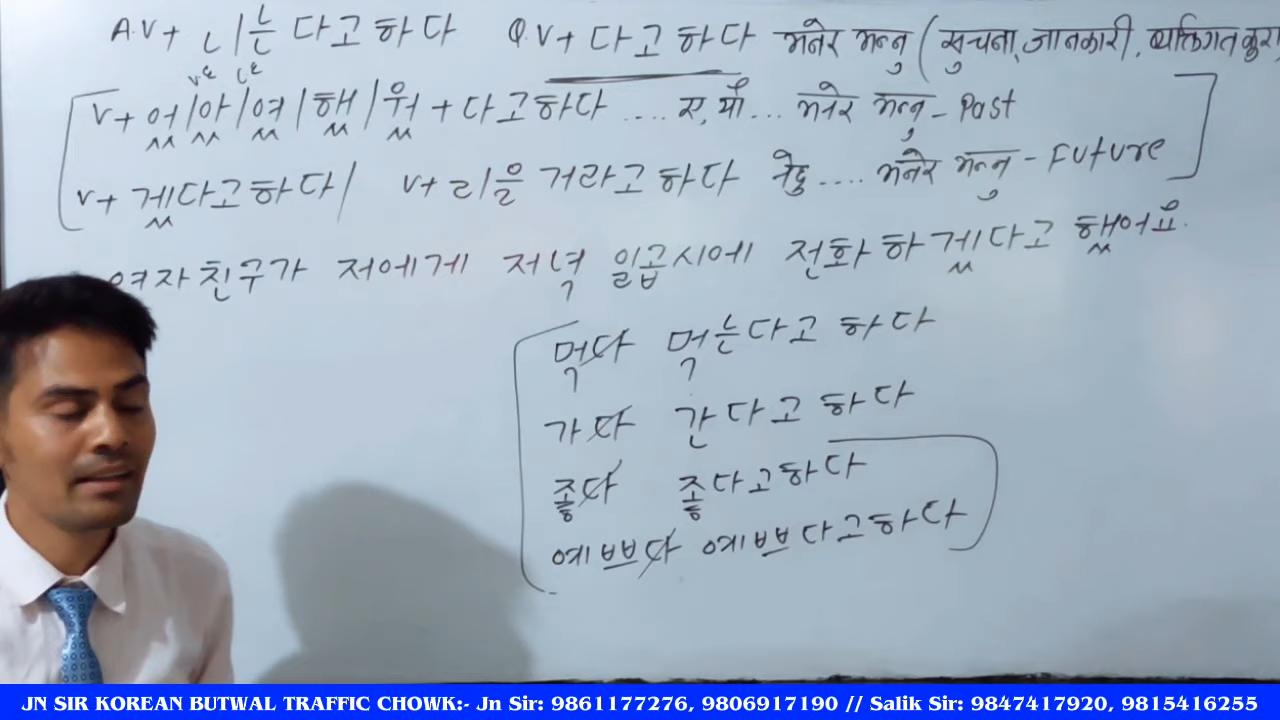 A.V + ㄴ/는 다고 하다 Q.V + 다고 하다 भनेर भन्नु (सुचना, जानकारी, व्यक्तिगत कुरा
V + 었/았/였/했/웠 + 다고하다 .... ए, यौ ... भनेर भन्नु - Past
V + 겠다고하다 / V + ㄹ/을 거라고 하다 नेछु .... भनेर भन्नु - Future
여자친구가 저에게 저녁 일곱시에 전화하겠다고 했어요.
먹다 먹는다고 하다
가다 간다고 하다
좋다 좋다고하다
예쁘다 예쁘다고하다
JN SIR KOREAN BUTWAL TRAFFIC CHOWK:- Jn Sir: 9861177276, 9806917190 // Salik Sir: 9847417920, 9815416255